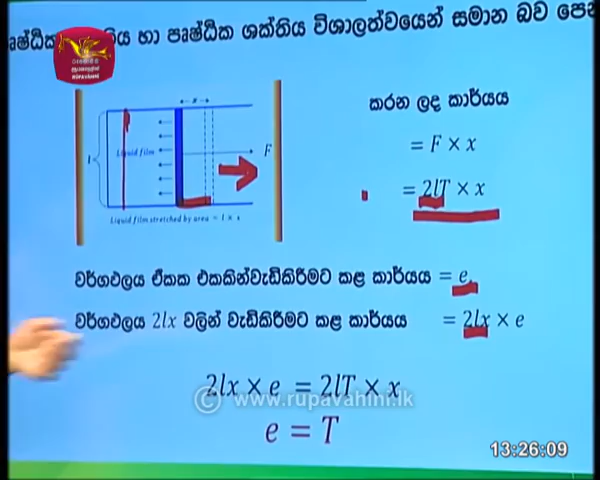 හා පෘෂ්ඨික ශක්තිය විශාලත්වයෙන් සමාන බව
RUPAVAHINI
x
කරන ලද කාර්යය
l
Liquid film
F
= F × x
= 2lT × x
Liquid film stretched by area = l × x
වර්ගඵලය ඒකක එකකින්වැඩිකිරීමට කළ කාර්යය = e
වර්ගඵලය 2lx වලින් වැඩිකිරීමට කළ කාර්යය = 2lx × e
2lx × e = 2lT × x
© www.rupavahini.lk
e = T
13:26:09